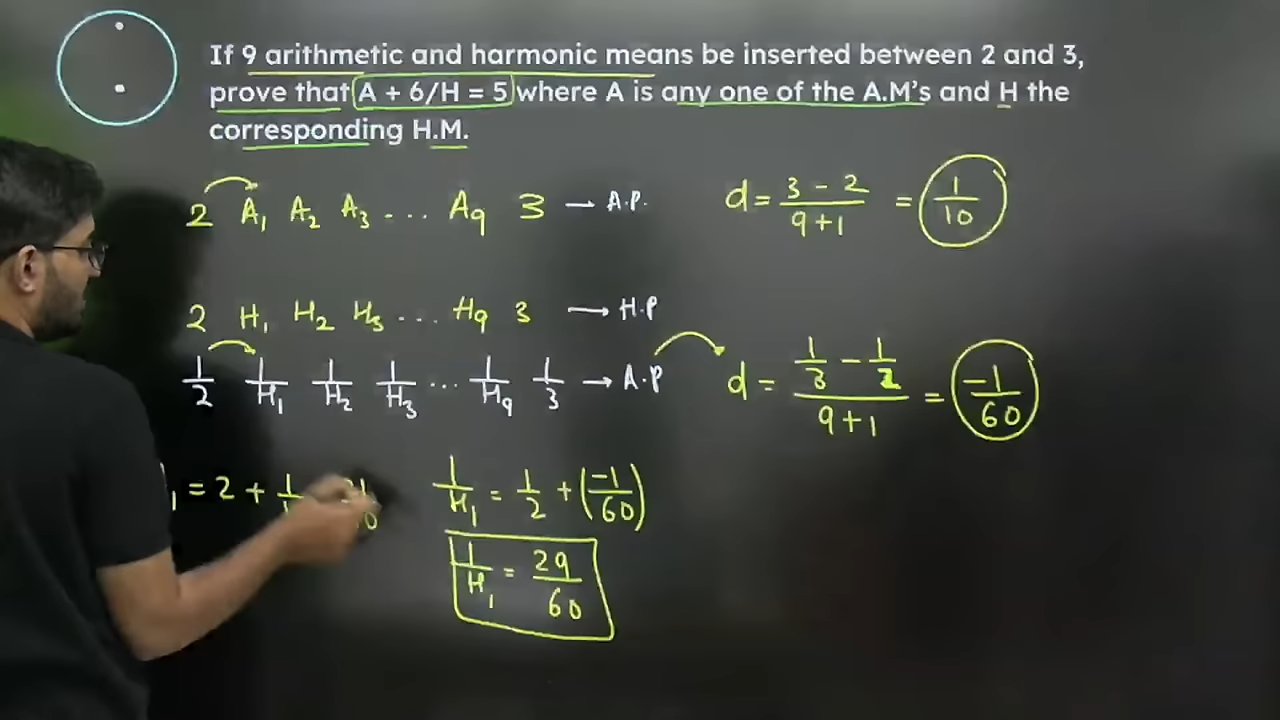 If 9 arithmetic and harmonic means be inserted between 2 and 3,
prove that A + 6/H = 5 where A is any one of the A.M's and H the
corresponding H.M.
2 A₁ A₂ A₃ ... A₉ 3 → A.P.
d = (3 - 2)/(9+1) = 1/10
2 H₁ H₂ H₃ ... H₉ 3 → H.P
1/2 1/H₁ 1/H₂ 1/H₃ ... 1/H₉ 1/3 → A.P
d = (1/3 - 1/2)/(9+1) = -1/60
₁ = 2 + 1/
1/H₁ = 1/2 + (-1/60)
1/H₁ = 29/60